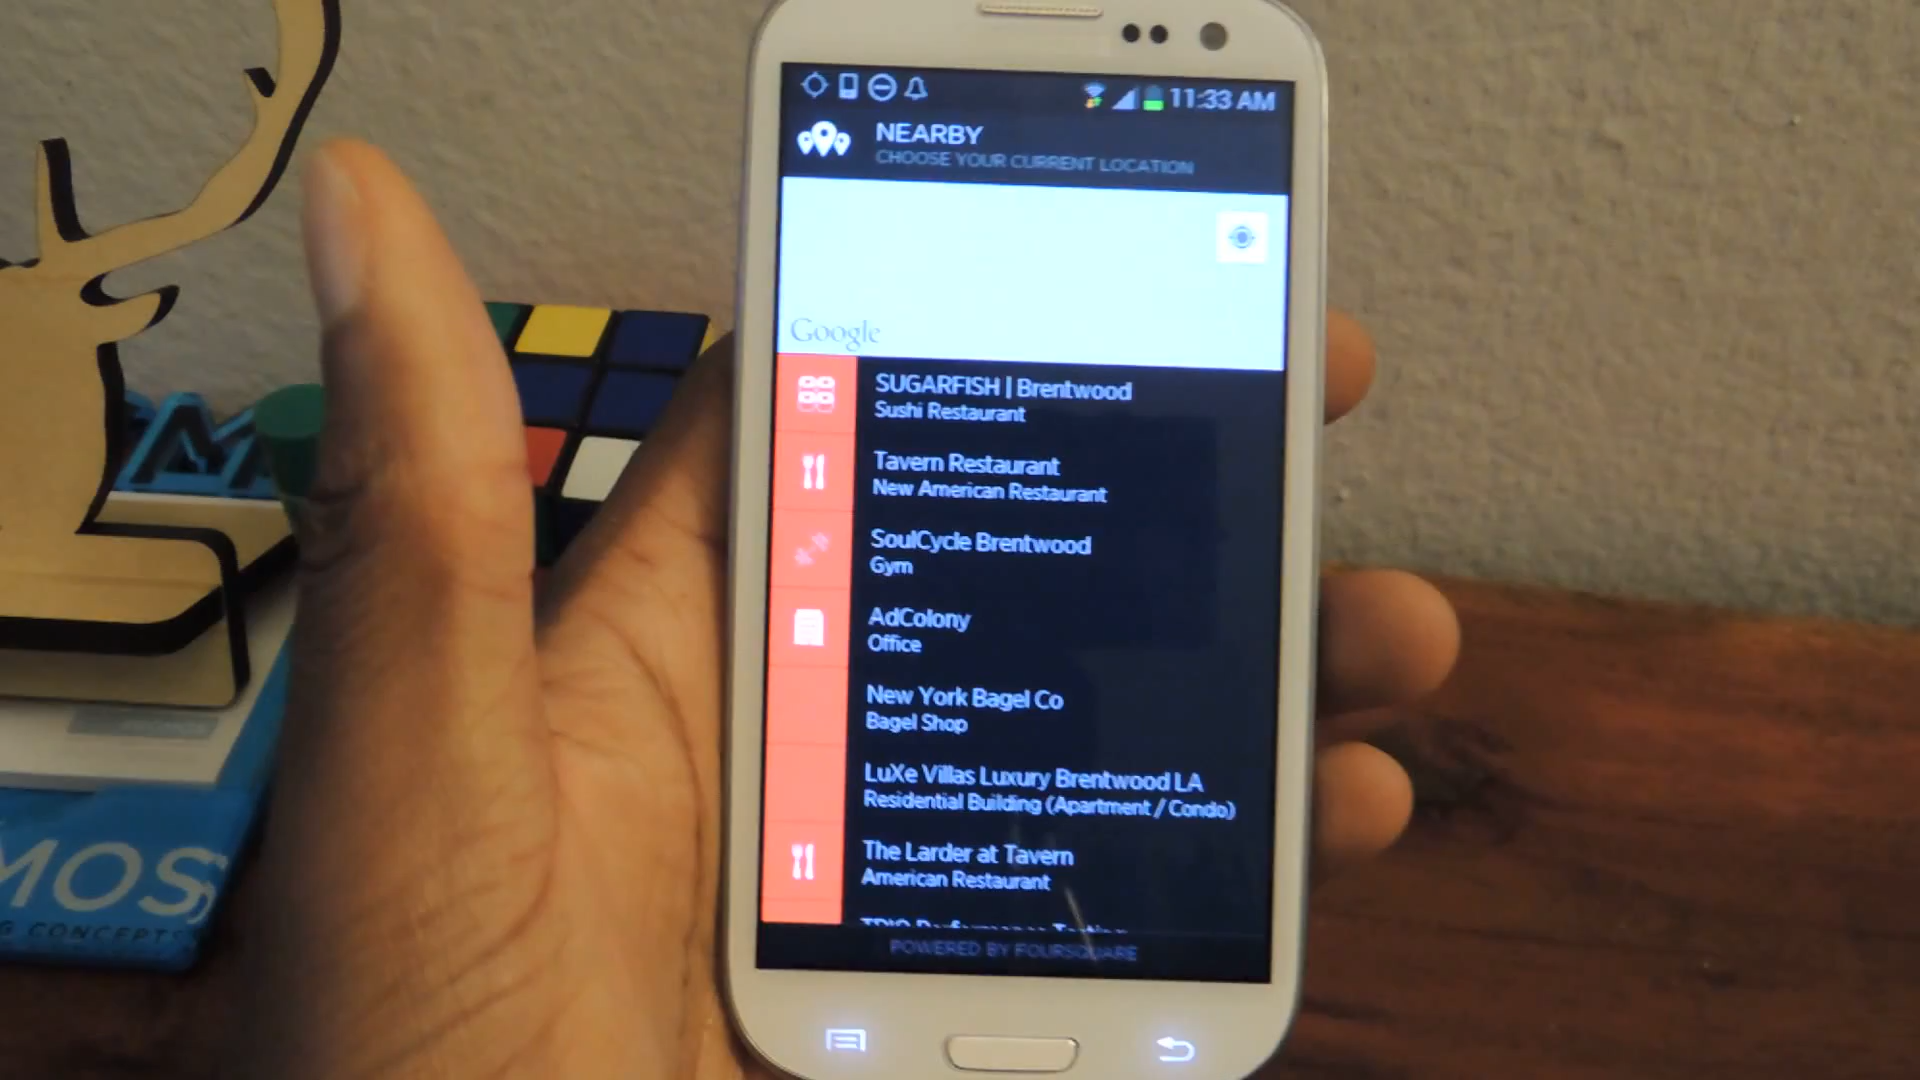 11:33 AM
NEARBY
CHOOSE YOUR CURRENT LOCATION
Google
SUGARFISH | Brentwood
Sushi Restaurant
Tavern Restaurant
New American Restaurant
SoulCycle Brentwood
Gym
AdColony
Office
New York Bagel Co
Bagel Shop
LuXe Villas Luxury Brentwood LA
Residential Building (Apartment / Condo)
The Larder at Tavern
American Restaurant
POWERED BY FOURSQUARE
MOS
G CONCEPTS